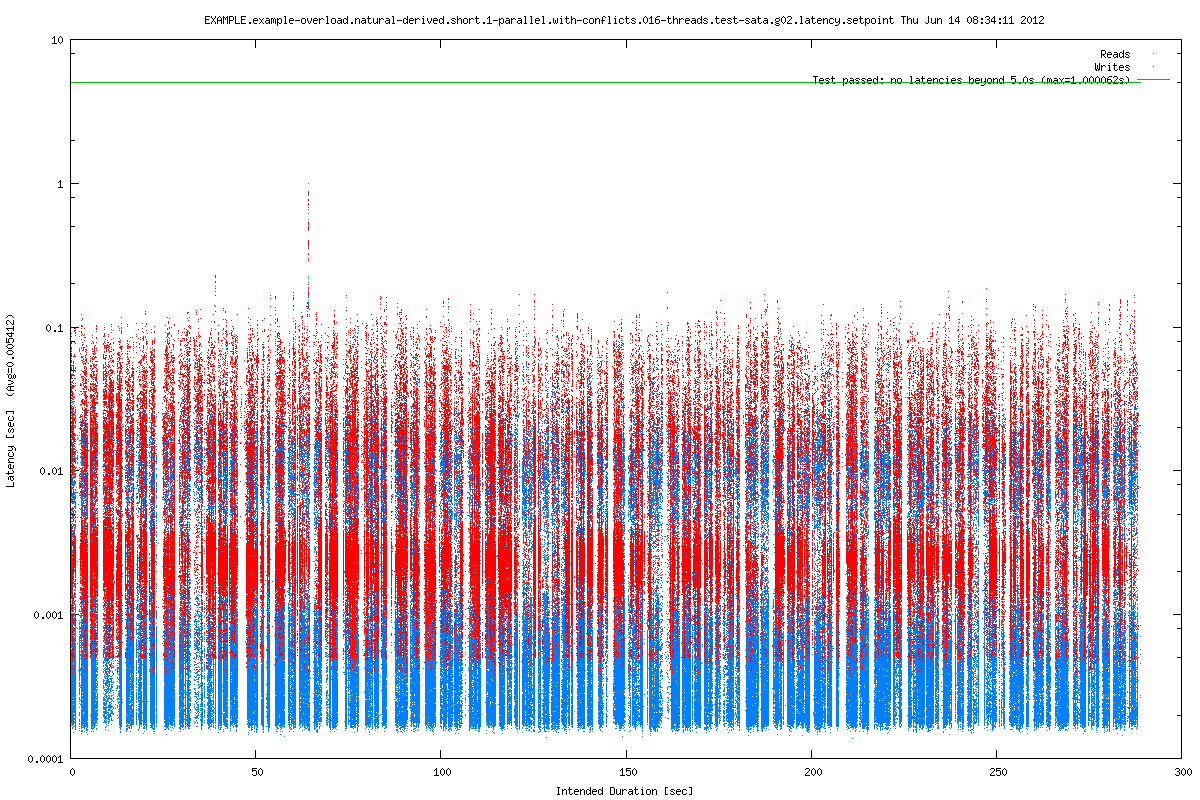 EXAMPLE.example-overload.natural-derived.short.1-parallel.with-conflicts.016-threads.test-sata.g02.latency.setpoint Thu Jun 14 08:34:11 2012
Reads
Writes
Test passed: no latencies beyond 5.0s (max=1.000062s)
Latency [sec] (Avg=0.005412)
10
1
0.1
0.01
0.001
0.0001
0 50 100 150 200 250 300
Intended Duration [sec]